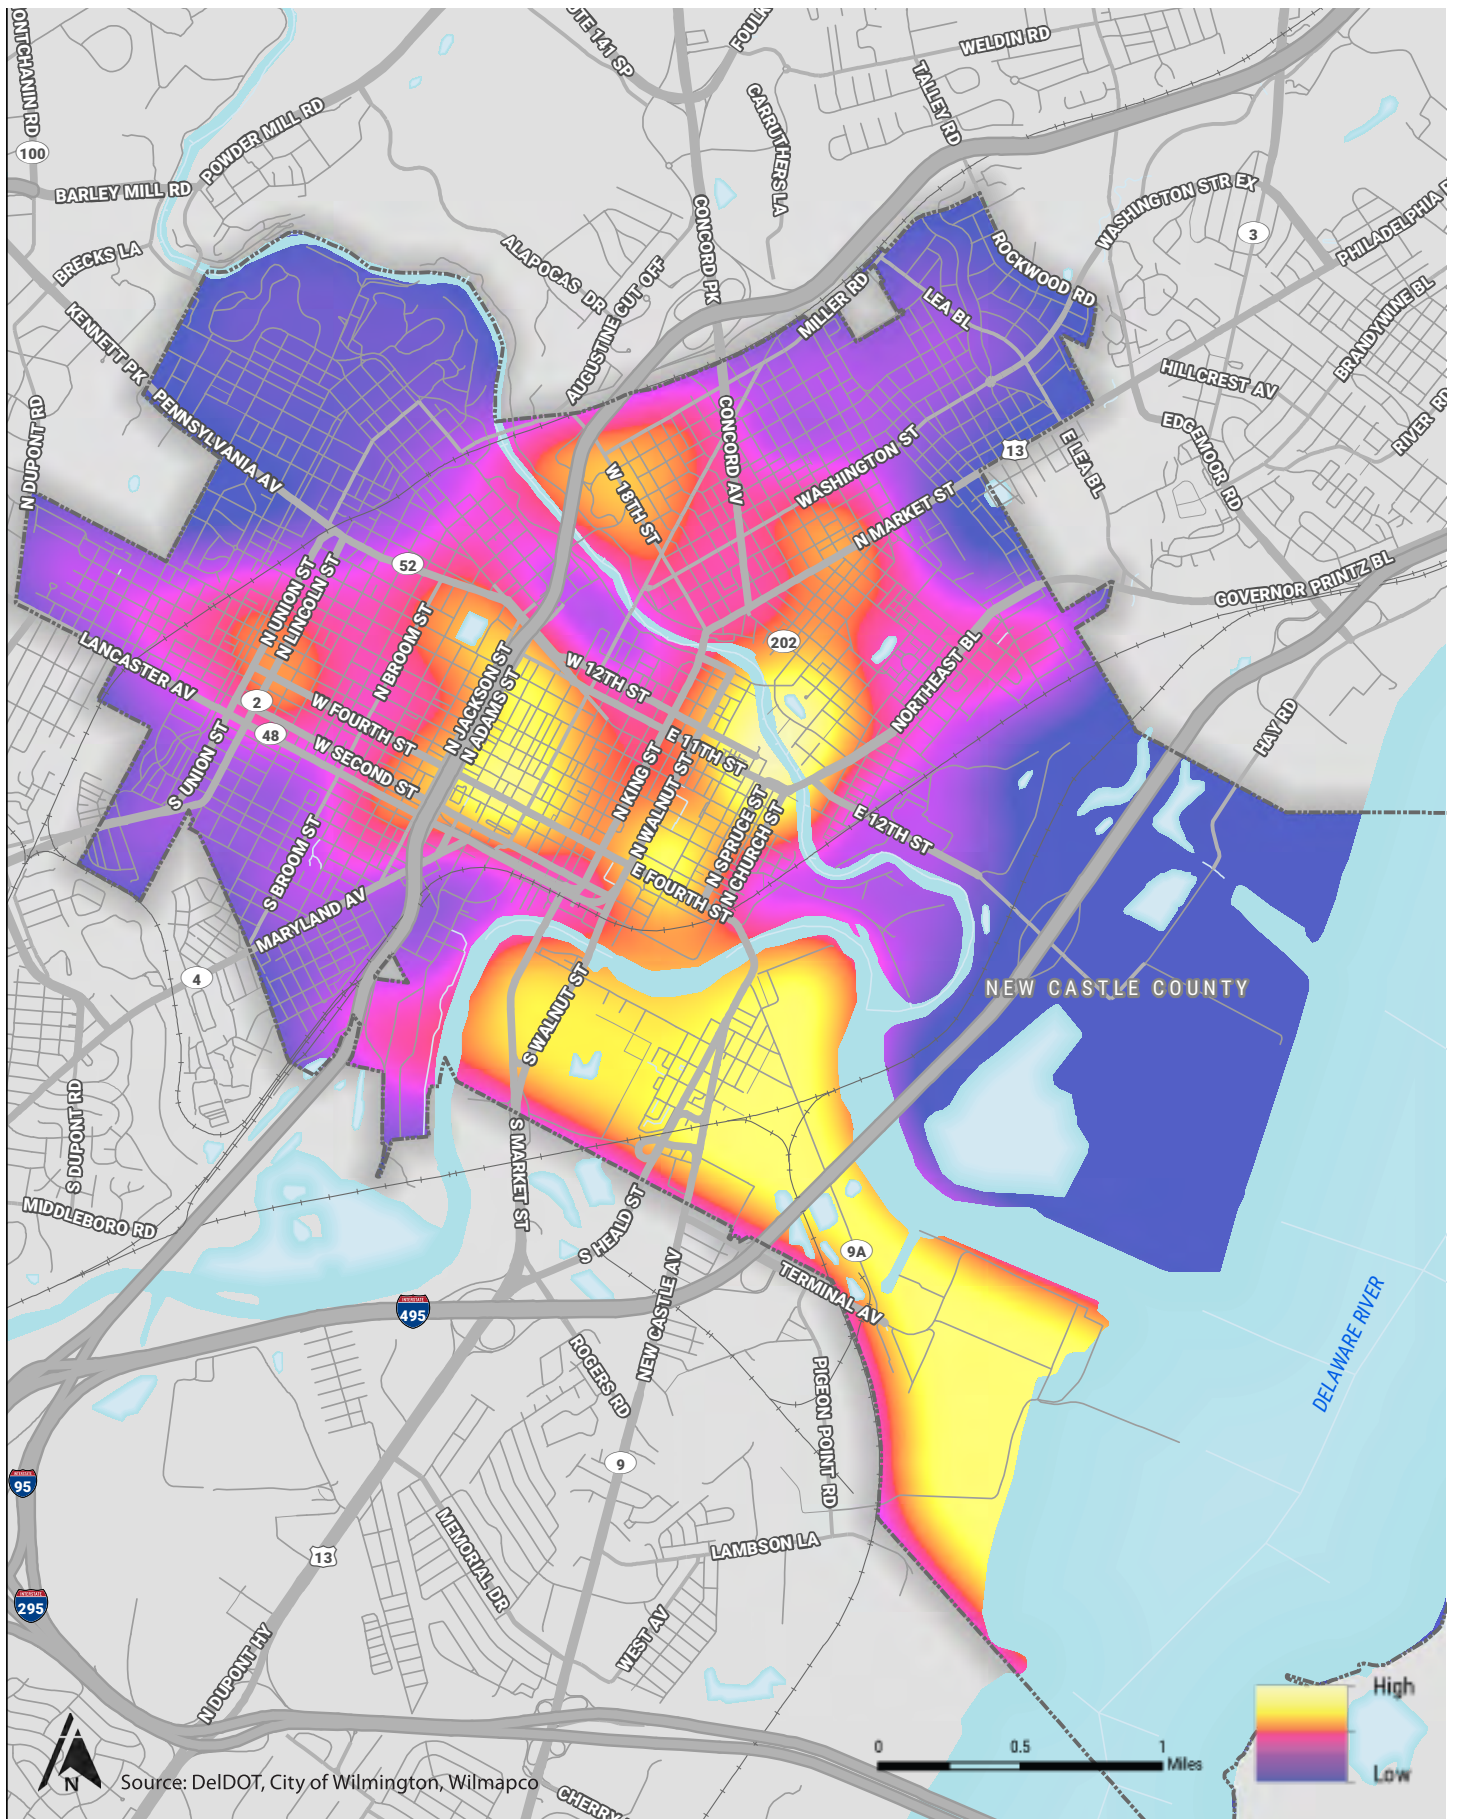 ONTCHANIN RD
ROUTE 141 SP
FOULK
WELDIN RD
TALLEY RD
CARRUTHERS LA
100
POWDER MILL RD
BARLEY MILL RD
CONCORD PK
WASHINGTON STR EX
3
PHILADELPHIA
BRECKS LA
ALAPOCAS DR
AUGUSTINE CUT OFF
ROCKWOOD RD
MILLER RD
LEA BL
BRANDYWINE BL
KENNETT PK
HILLCREST AV
PENNSYLVANIA AV
N DUPONT RD
CONCORD AV
RIVER RD
EDGEMOOR RD
WASHINGTON ST
13
E LEA BL
W 18TH ST
N MARKET ST
52
N UNION ST
N LINCOLN ST
GOVERNOR PRINTZ BL
N BROOM ST
202
LANCASTER AV
W 12TH ST
NORTHEAST BL
N JACKSON ST
N ADAMS ST
2
W FOURTH ST
48
W SECOND ST
HAY RD
S UNION ST
E 11TH ST
N KING ST
N WALNUT ST
N SPRUCE ST
N CHURCH ST
E 12TH ST
S BROOM ST
E FOURTH ST
MARYLAND AV
4
NEW CASTLE COUNTY
S WALNUT ST
S DUPONT RD
S MARKET ST
MIDDLEBORO RD
S HEALD ST
9A
NEW CASTLE AV
TERMINAL AV
INTERSTATE
495
DELAWARE RIVER
ROGERS RD
PIGEON POINT RD
9
INTERSTATE
95
MEMORIAL DR
LAMBSON LA
13
INTERSTATE
295
WEST AV
N DUPONT HY
High
Low
0
0.5
1
Miles
N
Source: DelDOT, City of Wilmington, Wilmapco
CHERRY